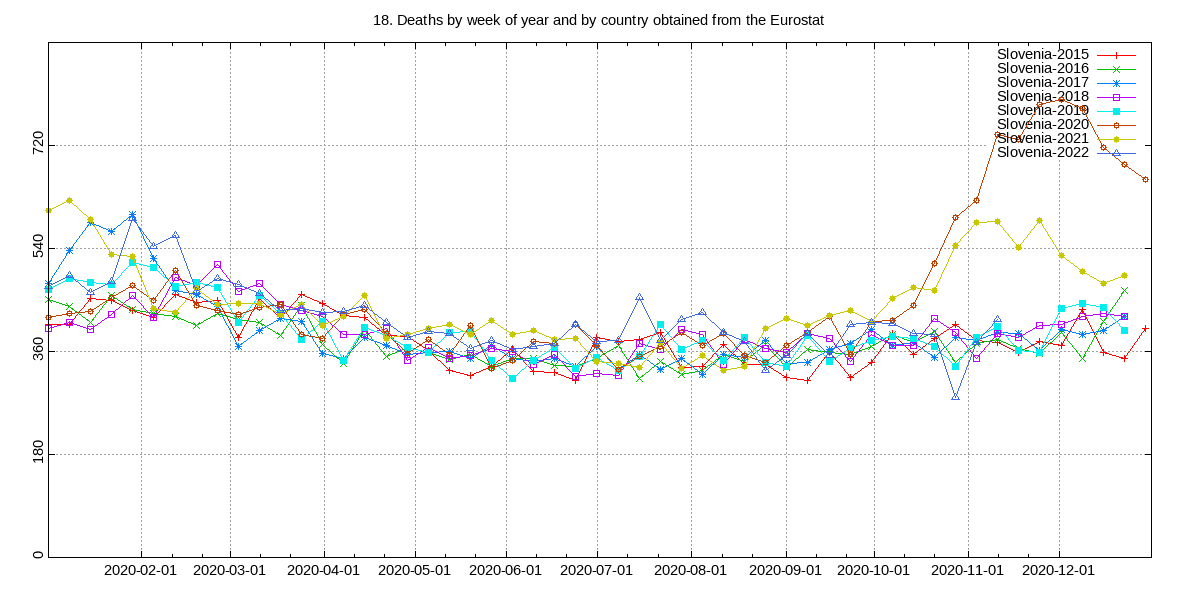 18. Deaths by week of year and by country obtained from the Eurostat
Slovenia-2015
Slovenia-2016
Slovenia-2017
Slovenia-2018
Slovenia-2019
Slovenia-2020
Slovenia-2021
Slovenia-2022
720
540
360
180
0
2020-02-01 2020-03-01 2020-04-01 2020-05-01 2020-06-01 2020-07-01 2020-08-01 2020-09-01 2020-10-01 2020-11-01 2020-12-01